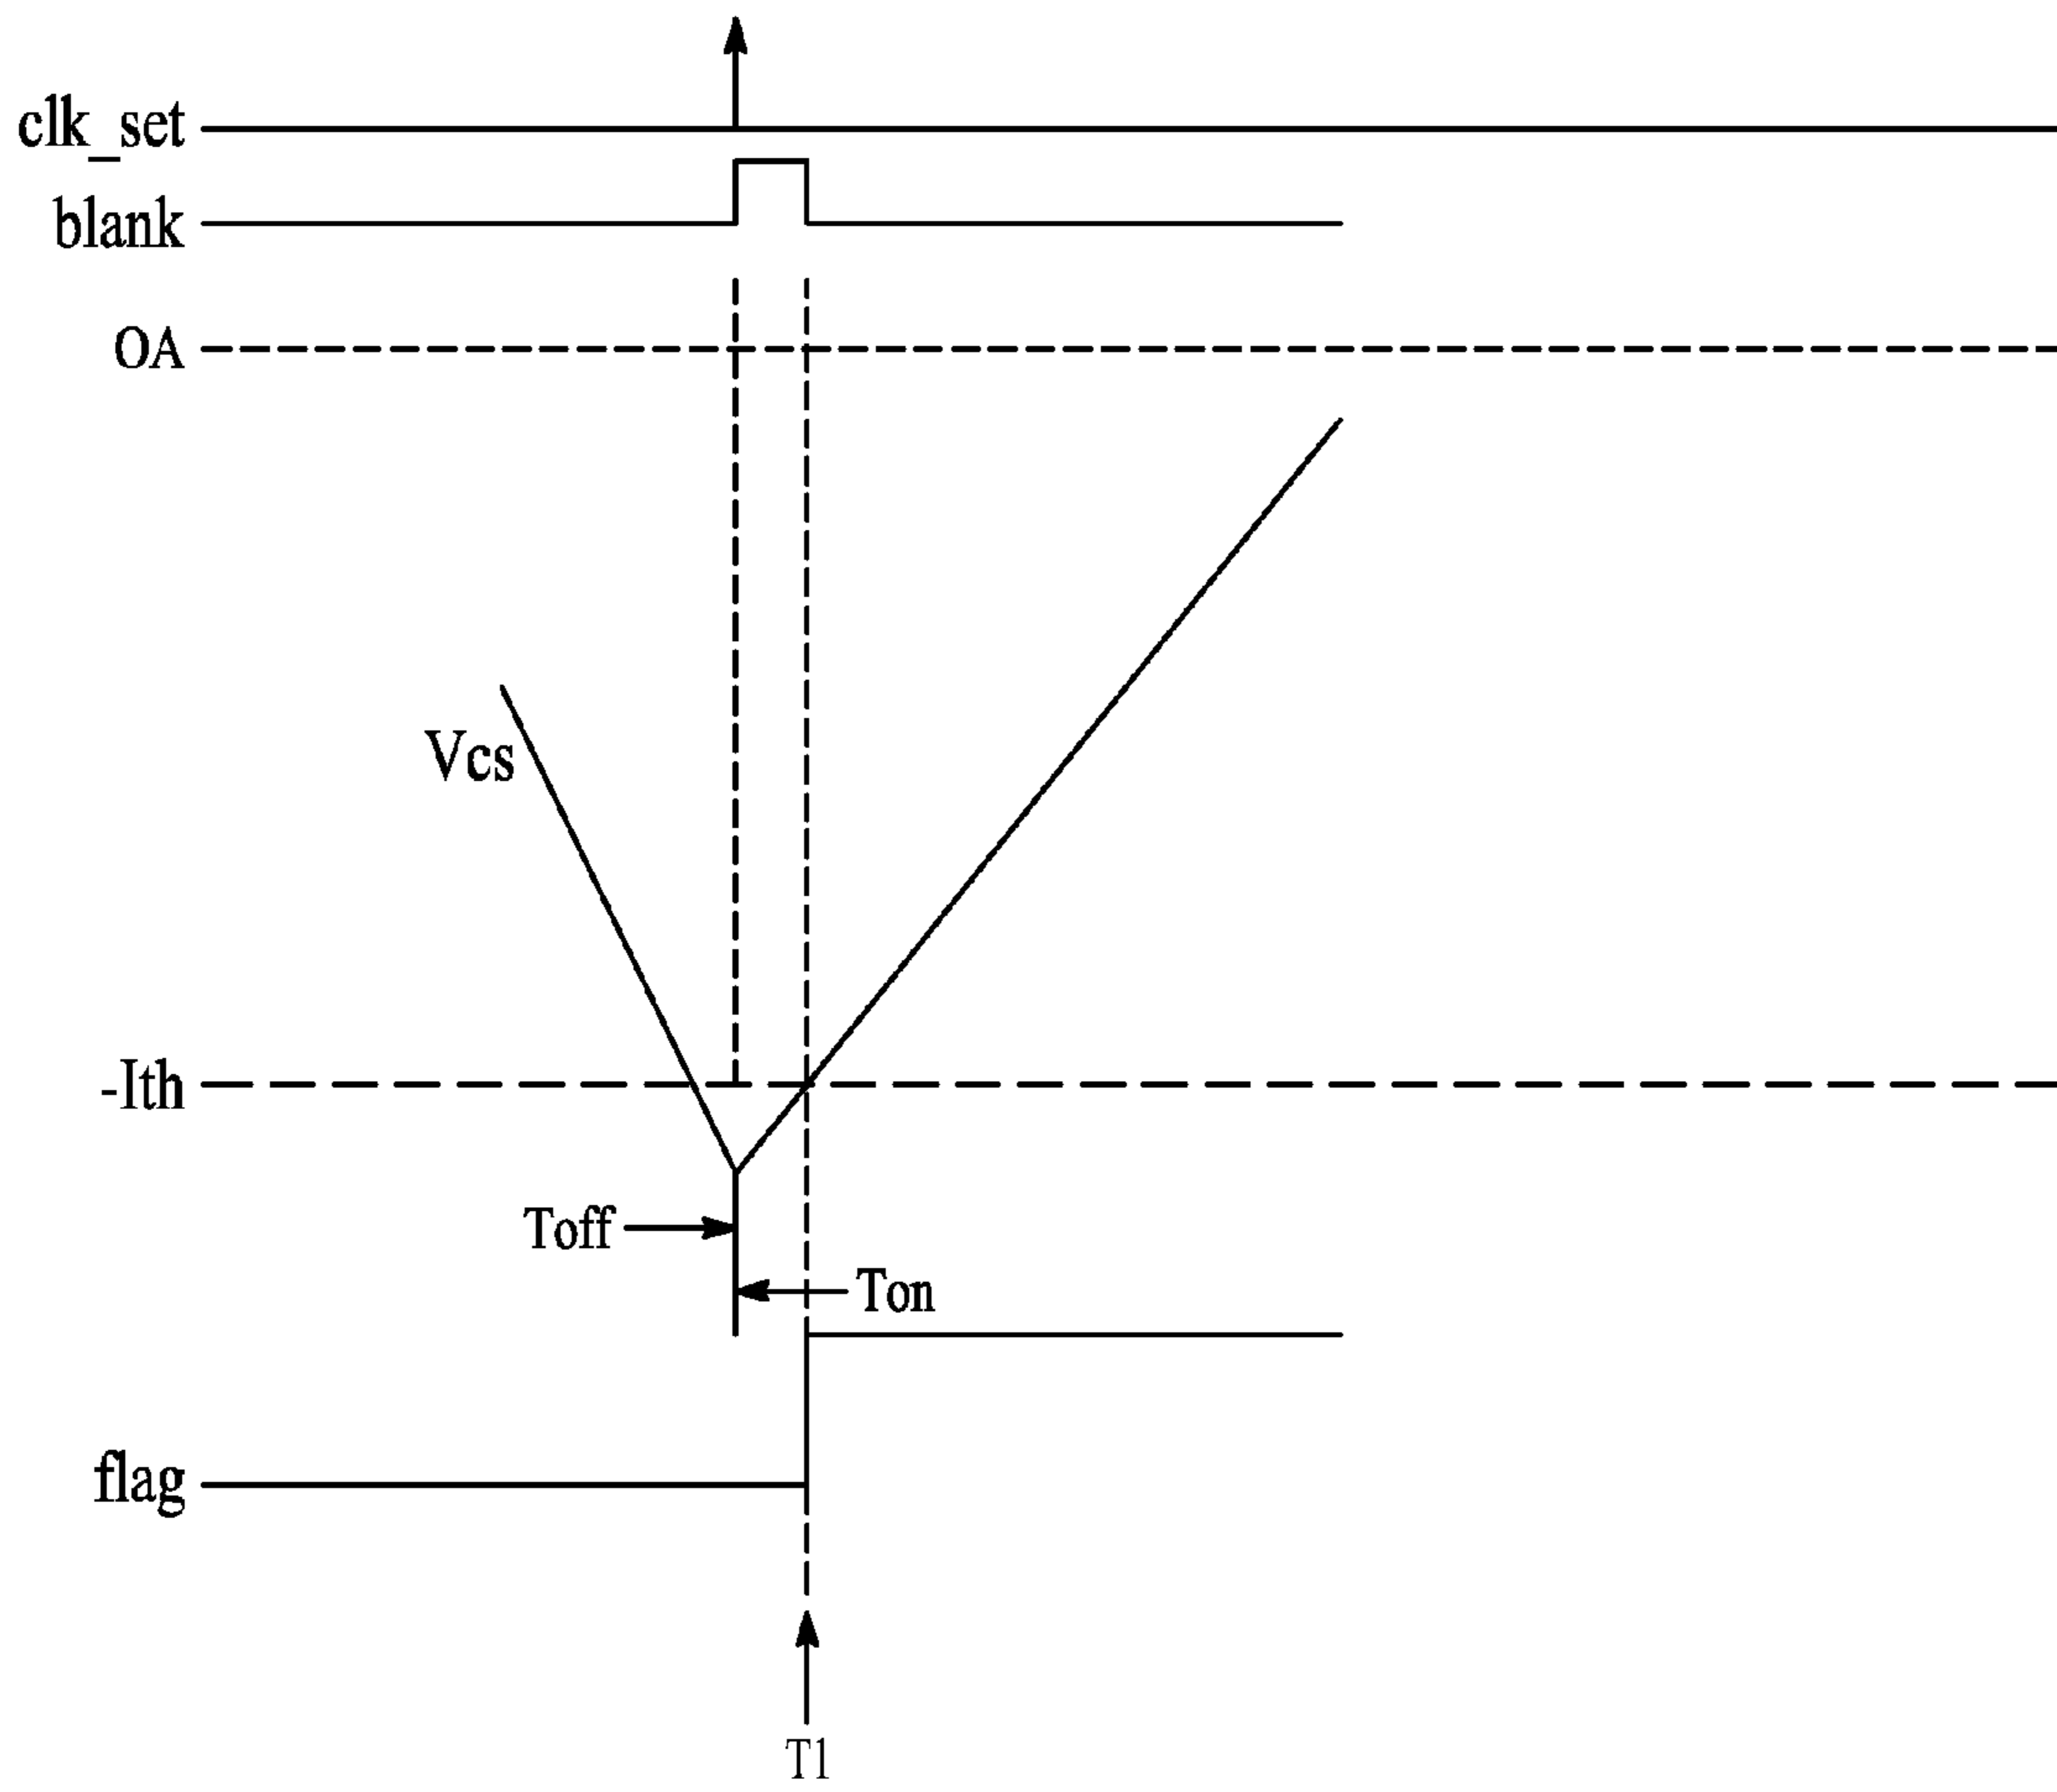 clk_set
blank
OA
Vcs
-Ith
Toff
Ton
flag
T1